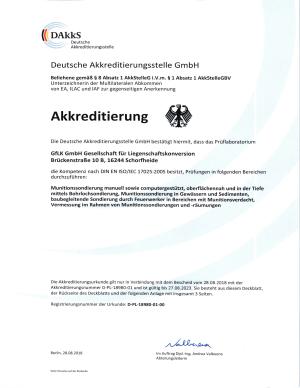 DAkkS
Deutsche
Akkreditierungsstelle
Deutsche Akkreditierungsstelle GmbH
Beliehene gemäß § 8 Absatz 1 AkkStelleG i.V.m. § 1 Absatz 1 AkkStelleGBV
Unterzeichnerin der Multilateralen Abkommen
von EA, ILAC und IAF zur gegenseitigen Anerkennung
Akkreditierung
Die Deutsche Akkreditierungsstelle GmbH bestätigt hiermit, dass das Prüflaboratorium
GfLK GmbH Gesellschaft für Liegenschaftskonversion
Brückenstraße 10 B, 16244 Schorfheide
die Kompetenz nach DIN EN ISO/IEC 17025:2005 besitzt, Prüfungen in folgenden Bereichen
durchzuführen:
Munitionssondierung manuell sowie computergestützt, oberflächennah und in der Tiefe
mittels Bohrlochsondierung, Munitionssondierung in Gewässern und Sedimenten,
baubegleitende Sondierung durch Feuerwerker in Bereichen mit Munitionsverdacht,
Vermessung im Rahmen von Munitionssondierungen und -räumungen
Die Akkreditierungsurkunde gilt nur in Verbindung mit dem Bescheid vom 28.08.2018 mit der
Akkreditierungsnummer D-PL-18980-01 und ist gültig bis 27.08.2023. Sie besteht aus diesem Deckblatt,
der Rückseite des Deckblatts und der folgenden Anlage mit insgesamt 3 Seiten.
Registrierungsnummer der Urkunde: D-PL-18980-01-00
Berlin, 28.08.2018
Im Auftrag Dipl.-Ing. Andrea Valbuena
Abteilungsleiterin